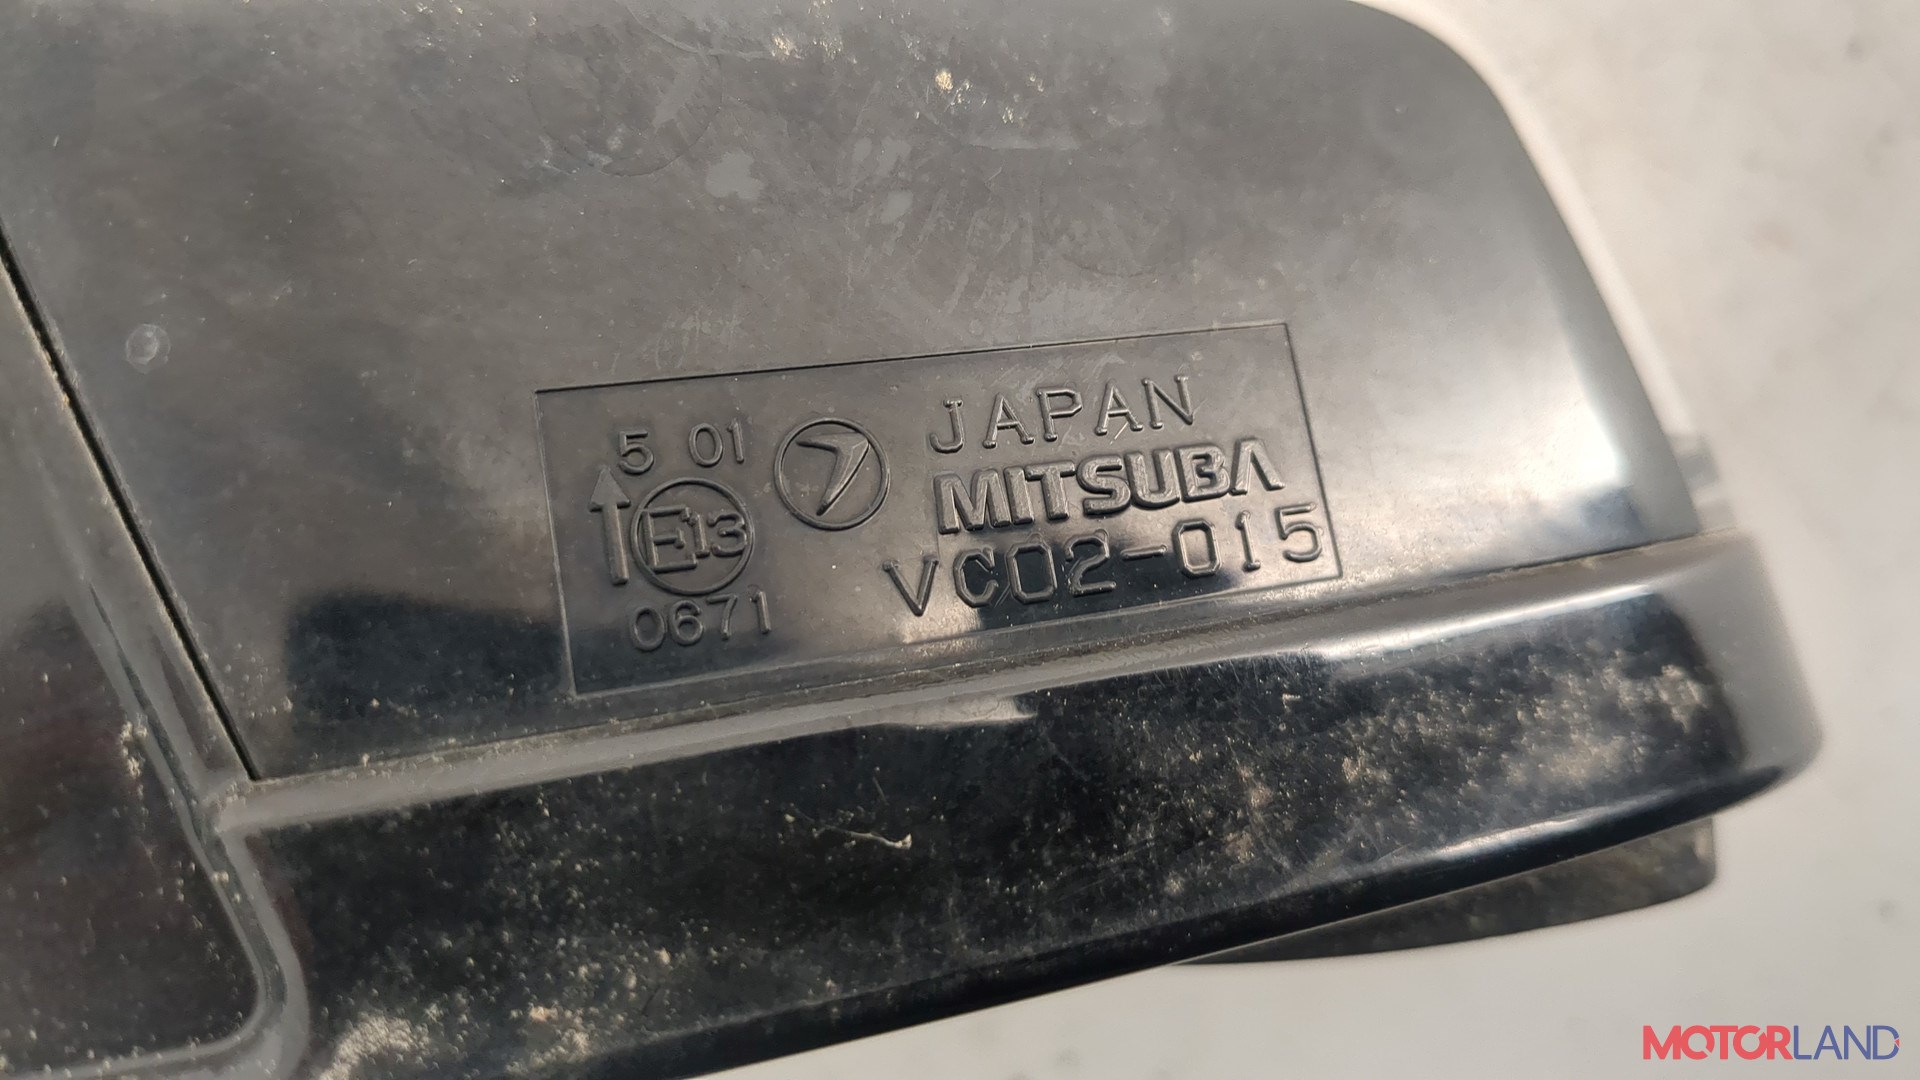 5 01
E13
0671
JAPAN
MITSUBA
VC02-015
MOTORLAND